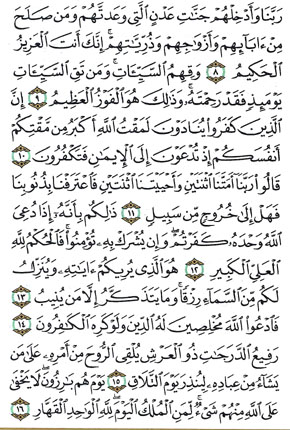 رَبَّنَا وَأَدْخِلْهُمْ جَنَّٰتِ عَدْنٍ ٱلَّتِى وَعَدتَّهُمْ وَمَن صَلَحَ
مِنْ ءَابَآئِهِمْ وَأَزْوَٰجِهِمْ وَذُرِّيَّٰتِهِمْ ۚ إِنَّكَ أَنتَ ٱلْعَزِيزُ
ٱلْحَكِيمُ ٨ وَقِهِمُ ٱلسَّيِّـَٔاتِ ۚ وَمَن تَقِ ٱلسَّيِّـَٔاتِ
يَوْمَئِذٍ فَقَدْ رَحِمْتَهُۥ ۚ وَذَٰلِكَ هُوَ ٱلْفَوْزُ ٱلْعَظِيمُ ٩ إِنَّ
ٱلَّذِينَ كَفَرُوا۟ يُنَادَوْنَ لَمَقْتُ ٱللَّهِ أَكْبَرُ مِن مَّقْتِكُمْ
أَنفُسَكُمْ إِذْ تُدْعَوْنَ إِلَى ٱلْإِيمَٰنِ فَتَكْفُرُونَ ١٠
قَالُوا۟ رَبَّنَآ أَمَتَّنَا ٱثْنَتَيْنِ وَأَحْيَيْتَنَا ٱثْنَتَيْنِ فَٱعْتَرَفْنَا بِذُنُوبِنَا
فَهَلْ إِلَىٰ خُرُوجٍ مِّن سَبِيلٍ ١١ ذَٰلِكُم بِأَنَّهُۥٓ إِذَا دُعِىَ
ٱللَّهُ وَحْدَهُۥ كَفَرْتُمْ ۖ وَإِن يُشْرَكْ بِهِۦ تُؤْمِنُوا۟ ۚ فَٱلْحُكْمُ لِلَّهِ
ٱلْعَلِىِّ ٱلْكَبِيرِ ١٢ هُوَ ٱلَّذِى يُرِيكُمْ ءَايَٰتِهِۦ وَيُنَزِّلُ
لَكُم مِّنَ ٱلسَّمَآءِ رِزْقًا ۚ وَمَا يَتَذَكَّرُ إِلَّا مَن يُنِيبُ ١٣
فَٱدْعُوا۟ ٱللَّهَ مُخْلِصِينَ لَهُ ٱلدِّينَ وَلَوْ كَرِهَ ٱلْكَٰفِرُونَ ١٤
رَفِيعُ ٱلدَّرَجَٰتِ ذُو ٱلْعَرْشِ يُلْقِى ٱلرُّوحَ مِنْ أَمْرِهِۦ عَلَىٰ مَن
يَشَآءُ مِنْ عِبَادِهِۦ لِيُنذِرَ يَوْمَ ٱلتَّلَاقِ ١٥ يَوْمَ هُم بَٰرِزُونَ ۖ لَا يَخْفَىٰ
عَلَى ٱللَّهِ مِنْهُمْ شَىْءٌ ۚ لِّمَنِ ٱلْمُلْكُ ٱلْيَوْمَ ۖ لِلَّهِ ٱلْوَٰحِدِ ٱلْقَهَّارِ ١٦